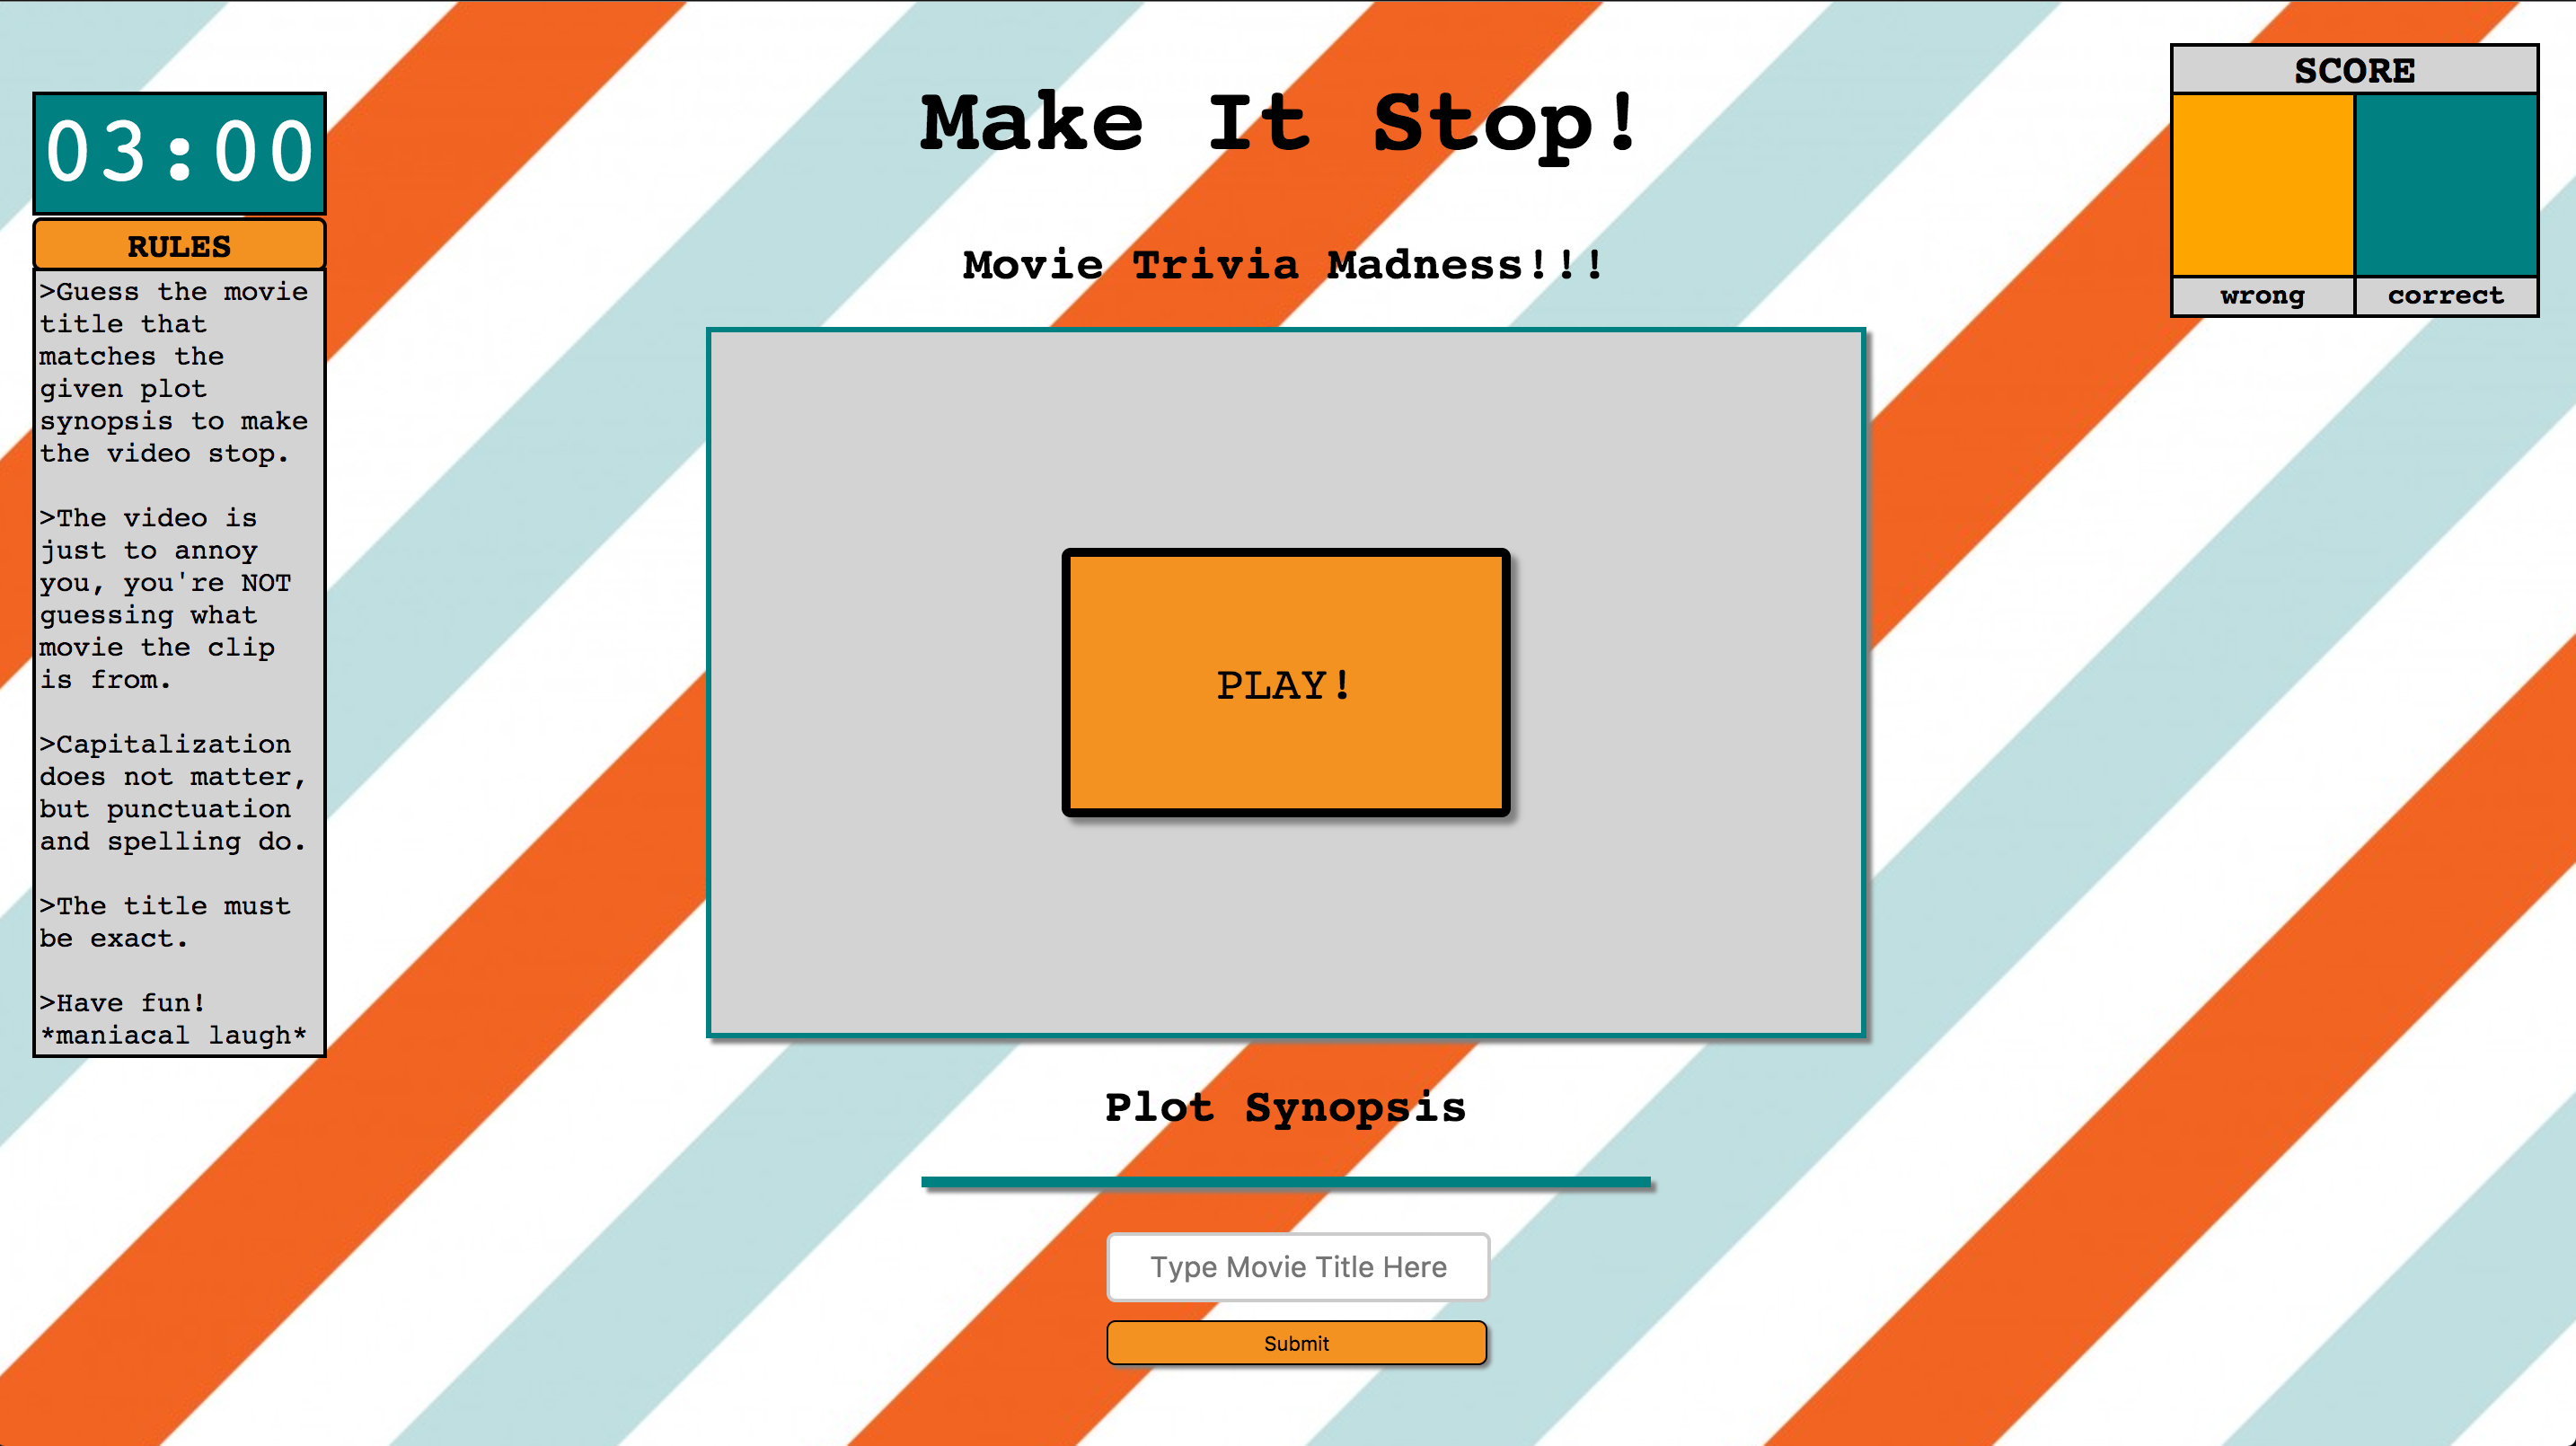 Make It Stop!
Movie Trivia Madness!!!
03:00
RULES
>Guess the movie
title that
matches the
given plot
synopsis to make
the video stop.
>The video is
just to annoy
you, you're NOT
guessing what
movie the clip
is from.
>Capitalization
does not matter,
but punctuation
and spelling do.
>The title must
be exact.
>Have fun!
*maniacal laugh*
SCORE
wrong correct
PLAY!
Plot Synopsis
Type Movie Title Here
Submit